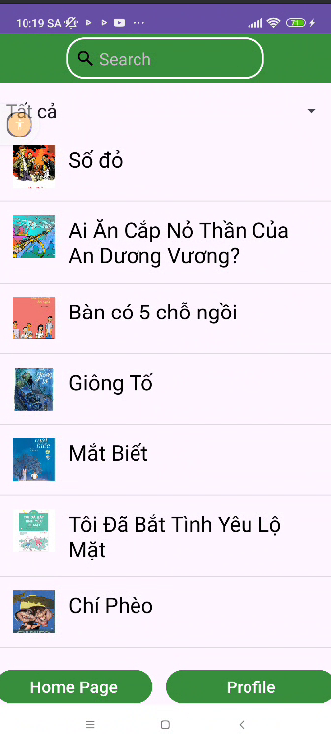 10:19 SA
71
Search
Tất cả
Số đỏ
Ai Ăn Cắp Nỏ Thần Của
An Dương Vương?
Bàn có 5 chỗ ngồi
Giông Tố
Mắt Biết
Tôi Đã Bắt Tình Yêu Lộ
Mặt
Chí Phèo
Home Page
Profile